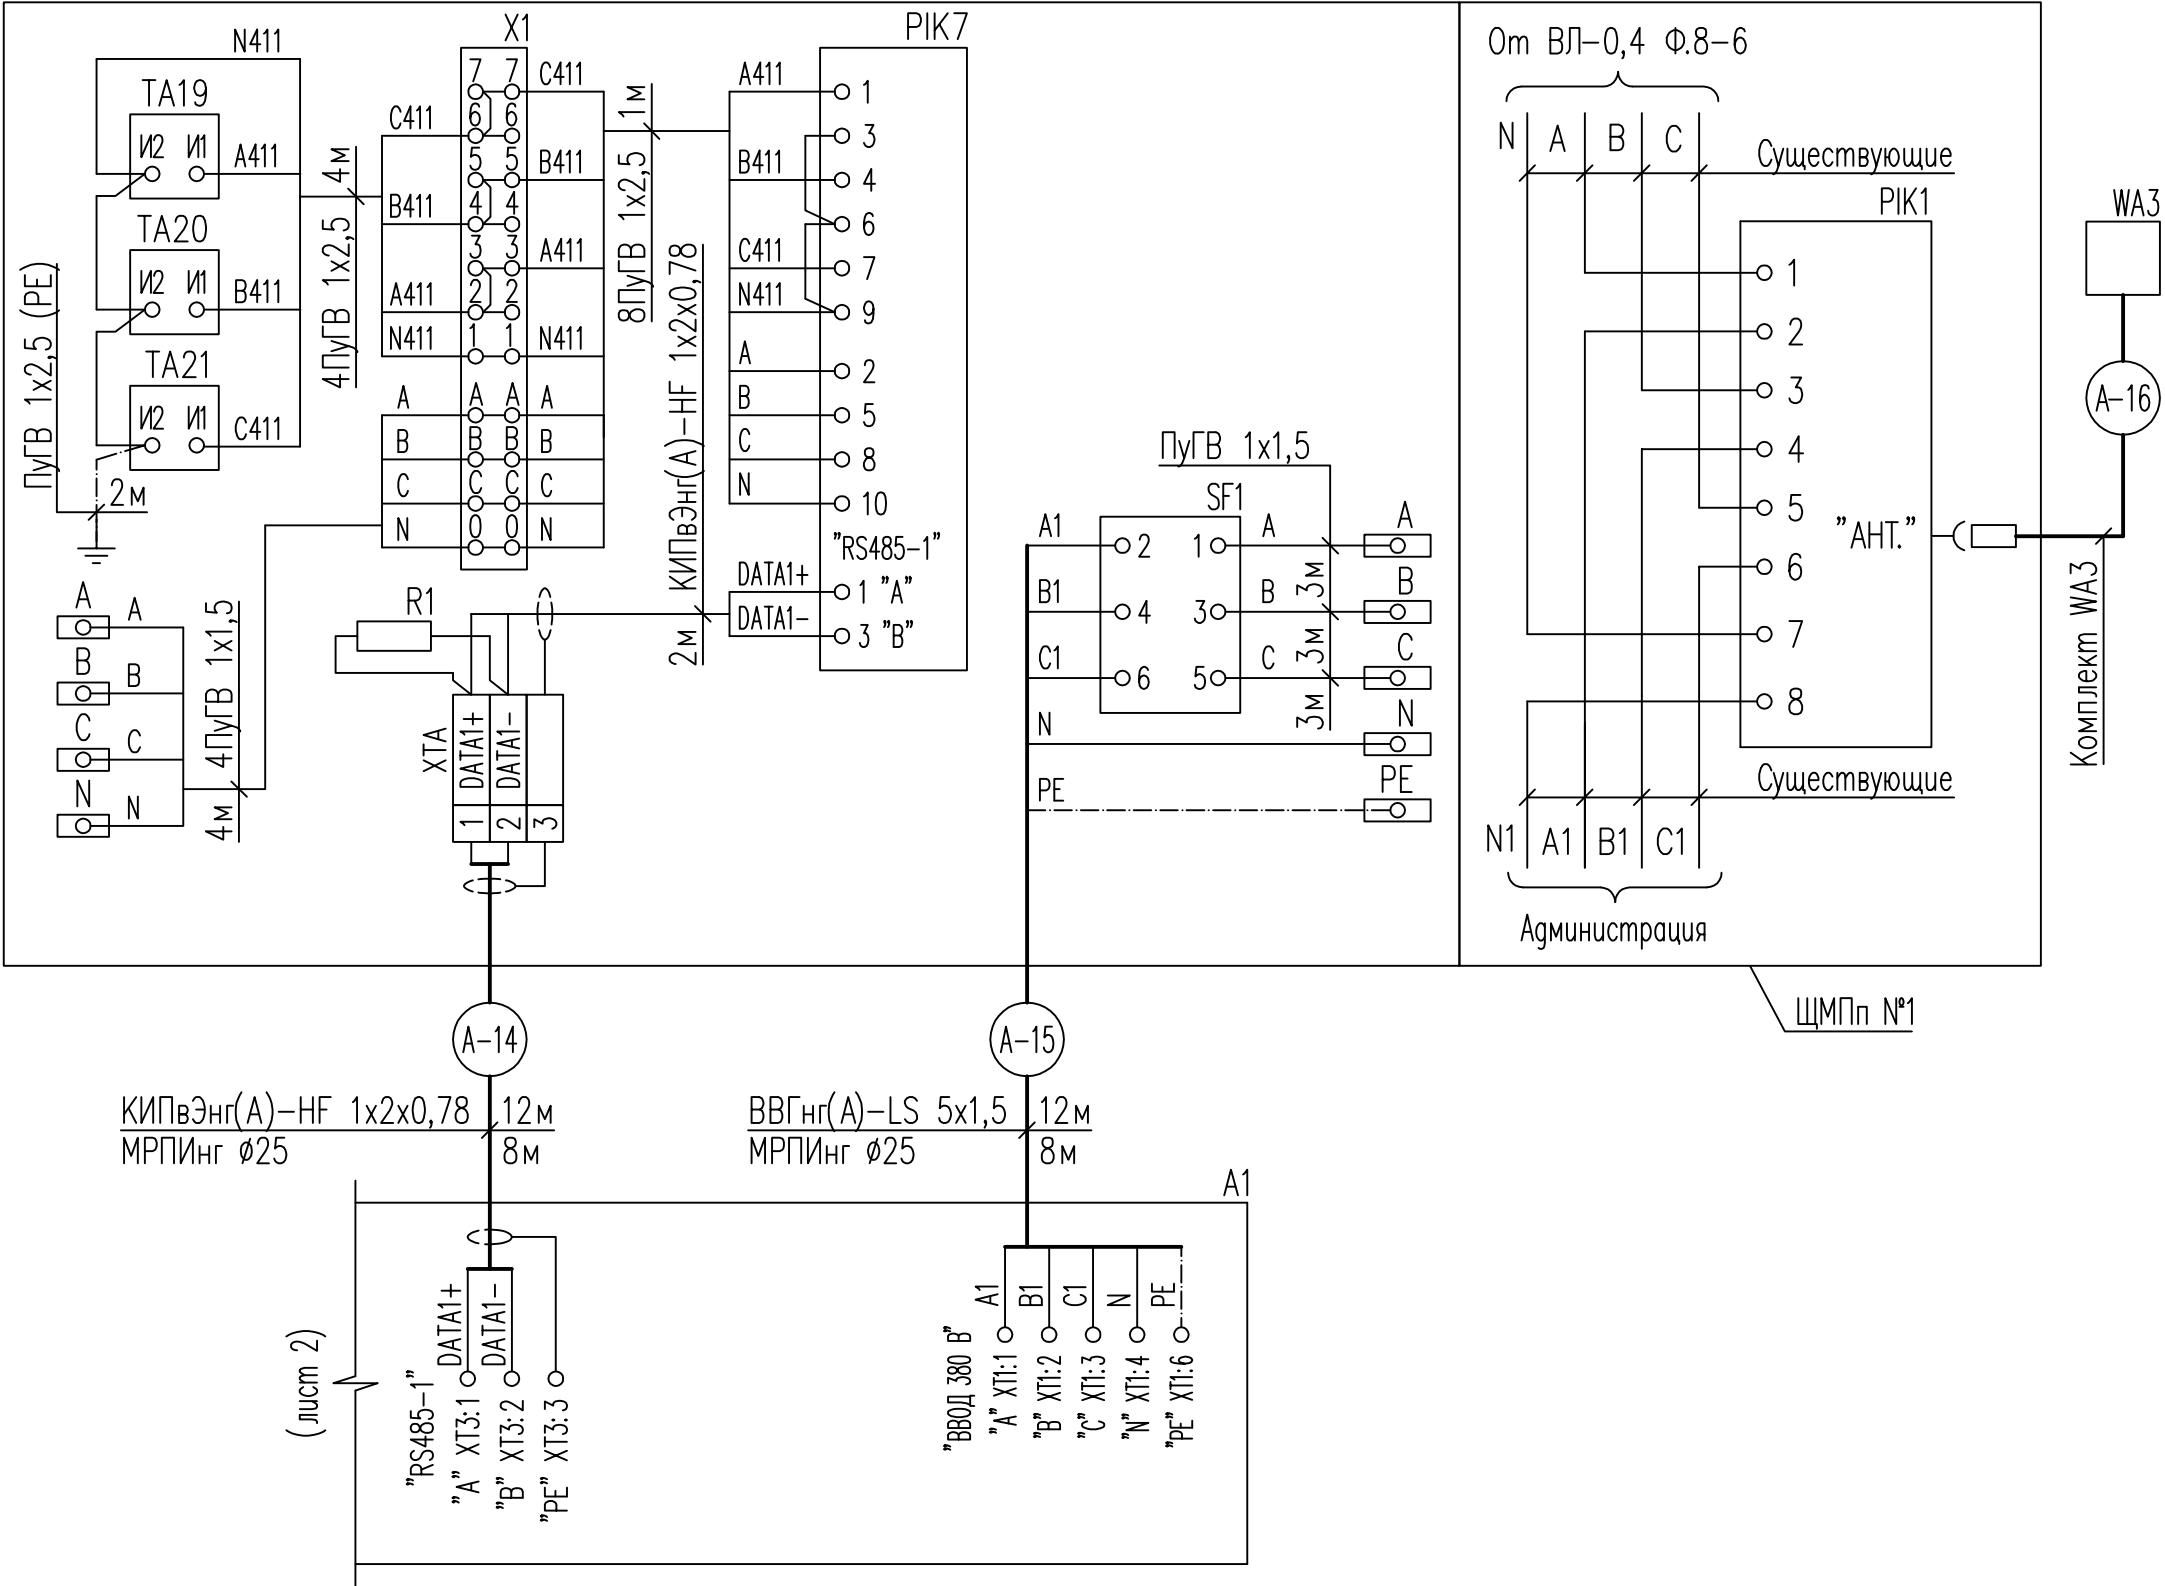 N411
TA19
И2 И1
A411
TA20
И2 И1
B411
TA21
И2 И1
C411
ПуГВ 1х2,5 (PE)
2м
4ПуГВ 1х2,5 4м
C411
B411
A411
N411
A
B
C
N
X1
7 7
6 6
5 5
4 4
3 3
2 2
1 1
A A
B B
C C
0 0
C411
B411
A411
N411
A
B
C
N
8ПуГВ 1х2,5 1м
КИПвЭнг(А)-HF 1х2х0,78
2м
PIK7
A411
B411
C411
N411
A
B
C
N
1
3
4
6
7
9
2
5
8
10
"RS485-1"
DATA1+
1 "A"
DATA1-
3 "B"
A
A
B
B
C
C
N
N
4ПуГВ 1х1,5
4м
R1
XTA
DATA1+
DATA1-
1
2
3
ПуГВ 1х1,5
SF1
A1
2
1
A
A
3м
B1
4
3
B
B
3м
C1
6
5
C
C
3м
N
N
PE
PE
От ВЛ-0,4 Ф.8-6
N A B C
Существующие
PIK1
1
2
3
4
5
6
7
8
"АНТ."
Существующие
N1 A1 B1 C1
Администрация
WA3
A-16
Комплект WA3
ЩМПп №1
A-14
КИПвЭнг(А)-HF 1х2х0,78 12м
МРПИнг ø25 8м
A-15
ВВГнг(А)-LS 5х1,5 12м
МРПИнг ø25 8м
A1
(лист 2)
DATA1+
DATA1-
"RS485-1"
"A" XT3:1
"B" XT3:2
"PE" XT3:3
A1
B1
C1
N
PE
"ВВОД 380 В"
"A" XT1:1
"B" XT1:2
"C" XT1:3
"N" XT1:4
"PE" XT1:6